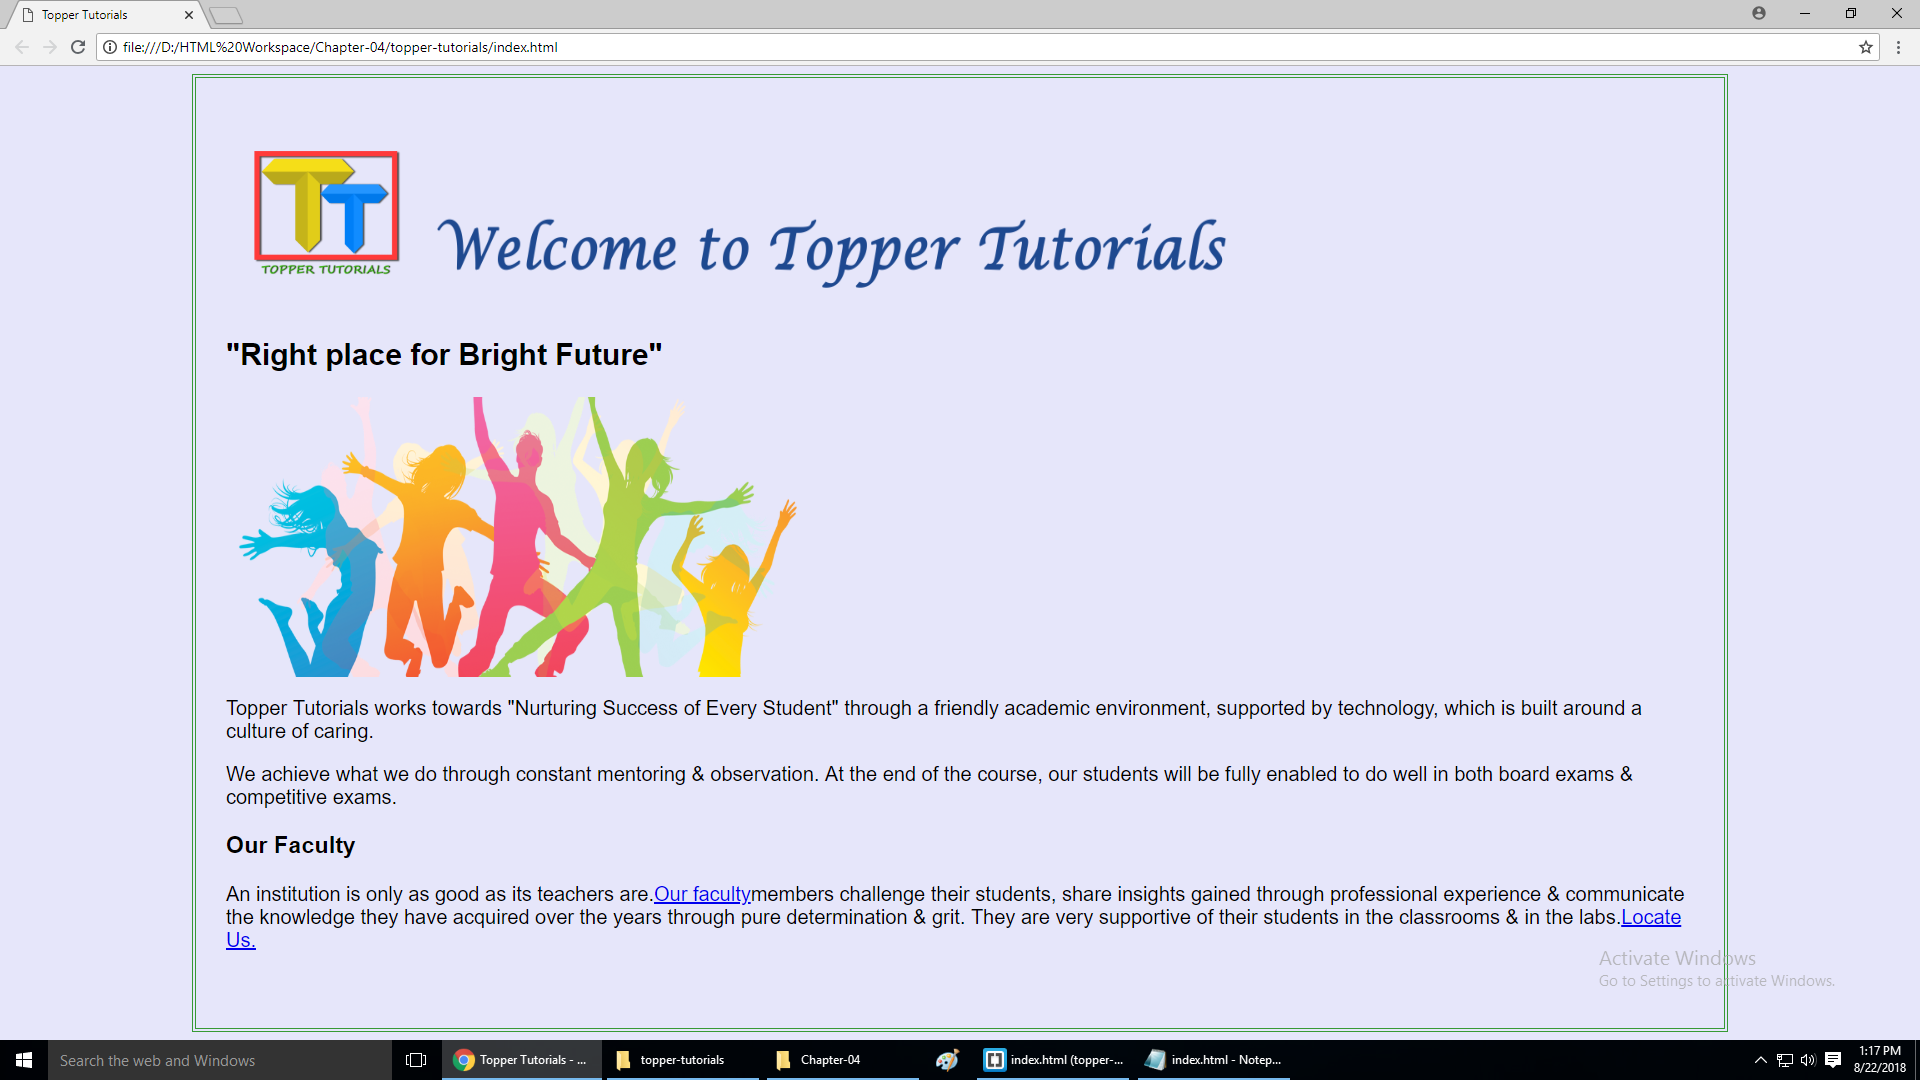 Topper Tutorials
file:///D:/HTML%20Workspace/Chapter-04/topper-tutorials/index.html
TT
TOPPER TUTORIALS
Welcome to Topper Tutorials
"Right place for Bright Future"
Topper Tutorials works towards "Nurturing Success of Every Student" through a friendly academic environment, supported by technology, which is built around a
culture of caring.
We achieve what we do through constant mentoring & observation. At the end of the course, our students will be fully enabled to do well in both board exams &
competitive exams.
Our Faculty
An institution is only as good as its teachers are.Our facultymembers challenge their students, share insights gained through professional experience & communicate
the knowledge they have acquired over the years through pure determination & grit. They are very supportive of their students in the classrooms & in the labs.Locate
Us.
Activate Windows
Go to Settings to activate Windows.
Search the web and Windows
Topper Tutorials - ...
topper-tutorials
Chapter-04
index.html (topper-...
index.html - Notep...
1:17 PM
8/22/2018